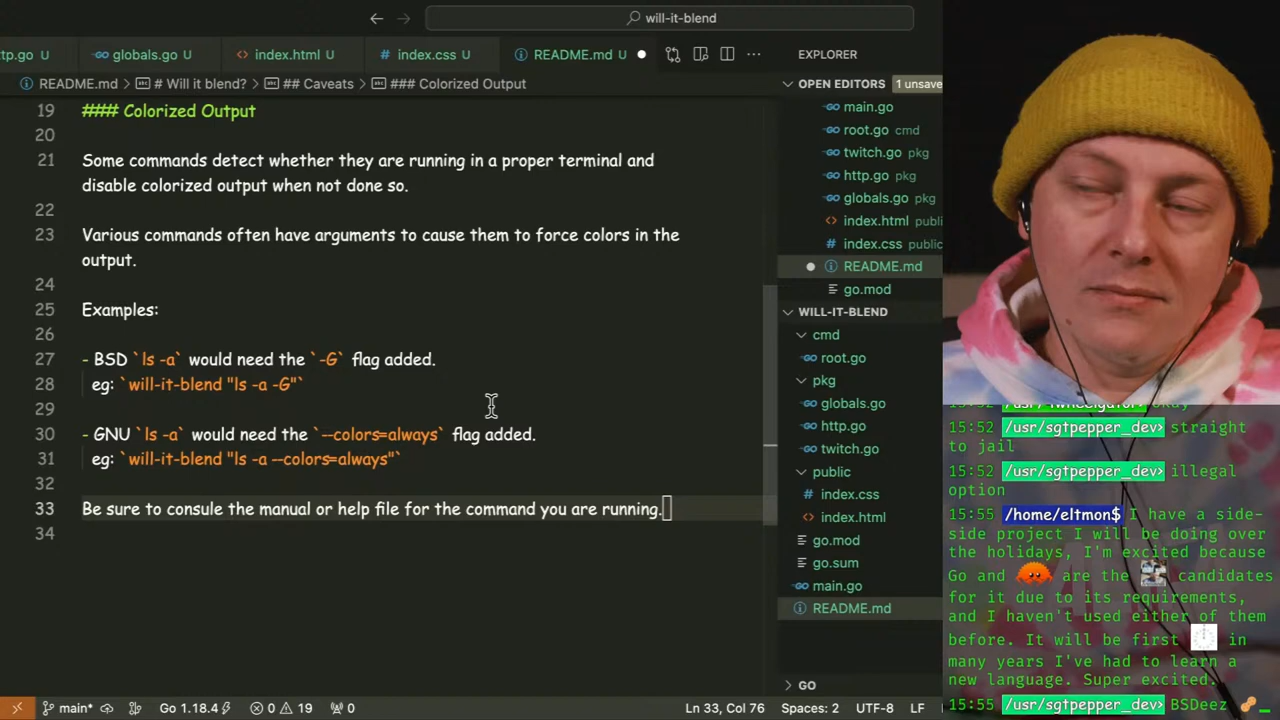 will-it-blend
ttp.go U
globals.go U
index.html U
index.css U
README.md U
README.md > # Will it blend? > ## Caveats > ### Colorized Output
19 #### Colorized Output
20
21 Some commands detect whether they are running in a proper terminal and
disable colorized output when not done so.
22
23 Various commands often have arguments to cause them to force colors in the
output.
24
25 Examples:
26
27 - BSD `ls -a` would need the `-G` flag added.
28 eg: `will-it-blend "ls -a -G"`
29
30 - GNU `ls -a` would need the `--colors=always` flag added.
31 eg: `will-it-blend "ls -a --colors=always"`
32
33 Be sure to consule the manual or help file for the command you are running.
34
EXPLORER
OPEN EDITORS 1 unsave
main.go
root.go cmd
twitch.go pkg
http.go pkg
globals.go pkg
index.html public
index.css public
README.md
go.mod
WILL-IT-BLEND
cmd
root.go
pkg
globals.go
http.go
twitch.go
public
index.css
index.html
go.mod
go.sum
main.go
README.md
GO
15:52 okay
15:52 /usr/sgtpepper_dev> straight
to jail
15:52 /usr/sgtpepper_dev> illegal
option
15:55 /home/eltmon$ I have a side-
side project I will be doing over
the holidays, I'm excited because
Go and are the candidates
for it due to its requirements,
and I haven't used either of them
before. It will be first in
many years I've had to learn a
new language. Super excited.
15:55 /usr/sgtpepper_dev> BSDeez
main* Go 1.18.4 0 19 0 Ln 33, Col 76 Spaces: 2 UTF-8 LF